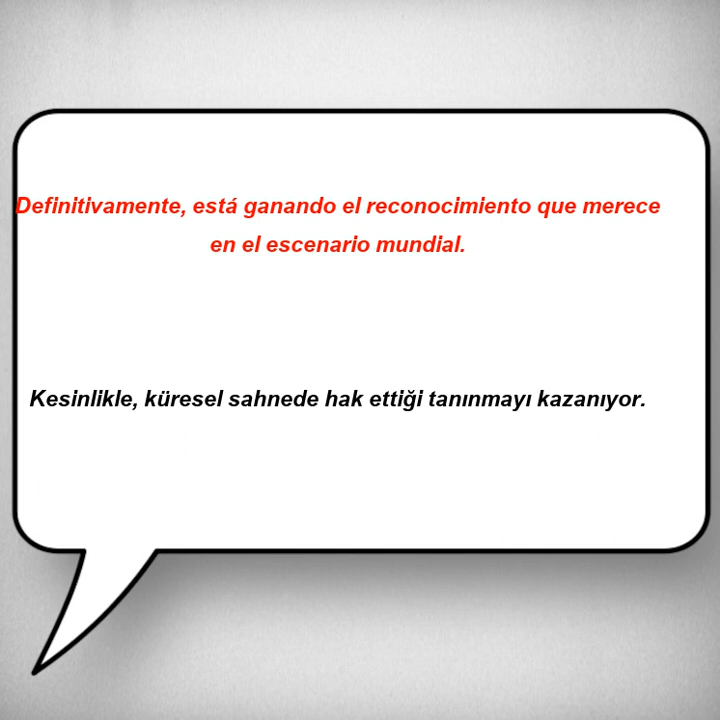 Definitivamente, está ganando el reconocimiento que merece
en el escenario mundial.
Kesinlikle, küresel sahnede hak ettiği tanınmayı kazanıyor.